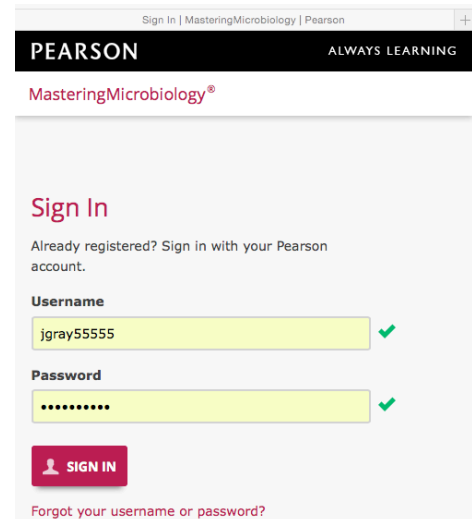 Sign In | MasteringMicrobiology | Pearson
PEARSON ALWAYS LEARNING
MasteringMicrobiology®
Sign In
Already registered? Sign in with your Pearson
account.
Username
jgray55555
Password
••••••••••
SIGN IN
Forgot your username or password?